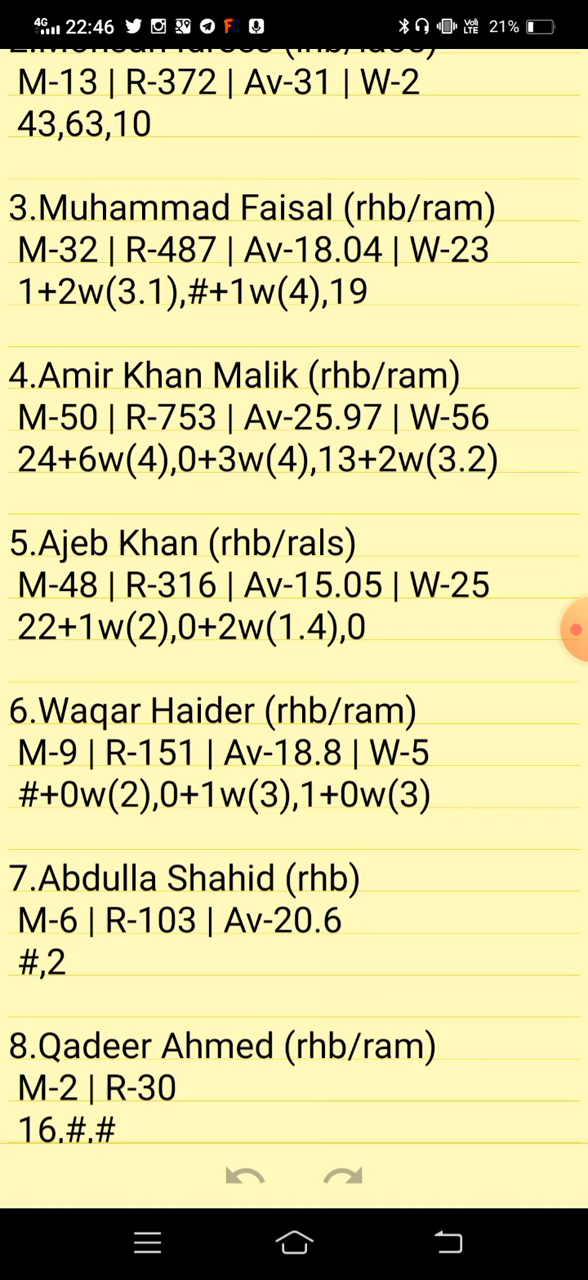 4G 22:46 Vol) LTE 21%
M-13 | R-372 | Av-31 | W-2
43,63,10
3.Muhammad Faisal (rhb/ram)
M-32 | R-487 | Av-18.04 | W-23
1+2w(3.1),#+1w(4),19
4.Amir Khan Malik (rhb/ram)
M-50 | R-753 | Av-25.97 | W-56
24+6w(4),0+3w(4),13+2w(3.2)
5.Ajeb Khan (rhb/rals)
M-48 | R-316 | Av-15.05 | W-25
22+1w(2),0+2w(1.4),0
6.Waqar Haider (rhb/ram)
M-9 | R-151 | Av-18.8 | W-5
#+0w(2),0+1w(3),1+0w(3)
7.Abdulla Shahid (rhb)
M-6 | R-103 | Av-20.6
#,2
8.Qadeer Ahmed (rhb/ram)
M-2 | R-30
16,#,#